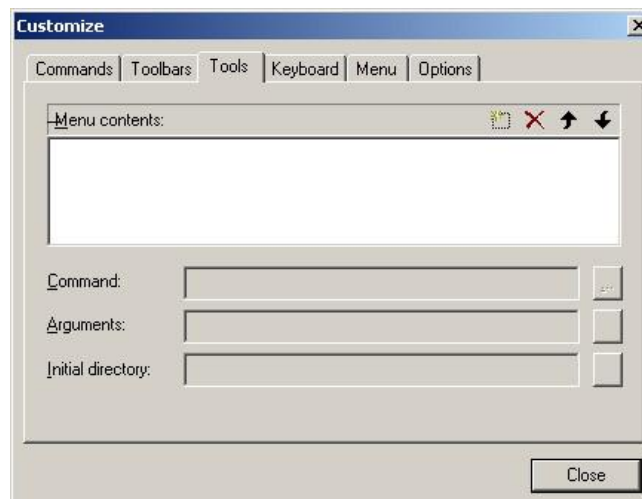 Customize
Commands Toolbars Tools Keyboard Menu Options
Menu contents:
Command:
...
Arguments:
Initial directory:
Close